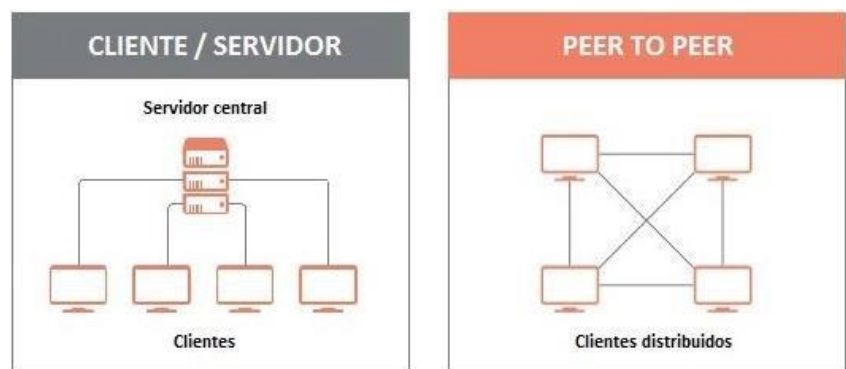 CLIENTE / SERVIDOR
Servidor central
Clientes
PEER TO PEER
Clientes distribuidos